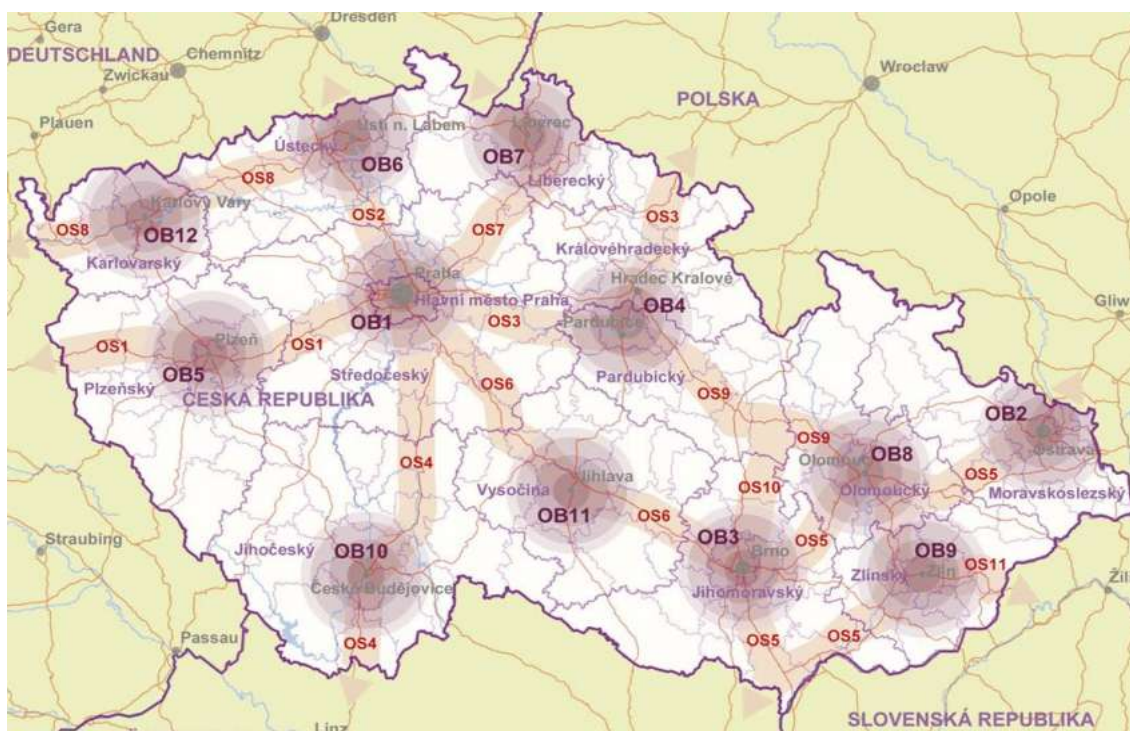 Gera
Dresden
DEUTSCHLAND
Chemnitz
Zwickau
Wrocław
POLSKA
Plauen
Ústí n. Labem
Liberec
Ústecký
OB6
OB7
Liberecký
OS8
Opole
Karlovy Vary
OS2
OS3
OS8
OB12
OS7
Královéhradecký
Karlovarský
Praha
Hradec Kralové
Hlavní město Praha
OB4
Gliw
OB1
OS3
Pardubice
OS1
Plzeň
OS1
OB5
Středočeský
Pardubický
Plzeňský
OS6
OS9
ČESKÁ REPUBLIKA
OB2
OS9
Ostrava
OS4
Olomouc
OB8
Jihlava
OS5
Vysočina
OS10
Olomoucký
Moravskoslezský
OB11
OS6
Straubing
OB3
OS5
Jihočeský
OB10
Brno
OB9
OS11
Zlínský
Zlín
České Budějovice
Jihomoravský
Žili
Passau
OS4
OS5
OS5
Linz
SLOVENSKÁ REPUBLIKA